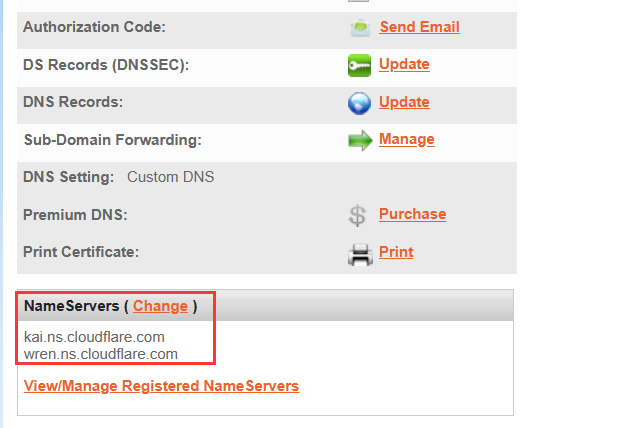 Authorization Code: Send Email
DS Records (DNSSEC): Update
DNS Records: Update
Sub-Domain Forwarding: Manage
DNS Setting: Custom DNS
Premium DNS: $ Purchase
Print Certificate: Print
NameServers ( Change )
kai.ns.cloudflare.com
wren.ns.cloudflare.com
View/Manage Registered NameServers